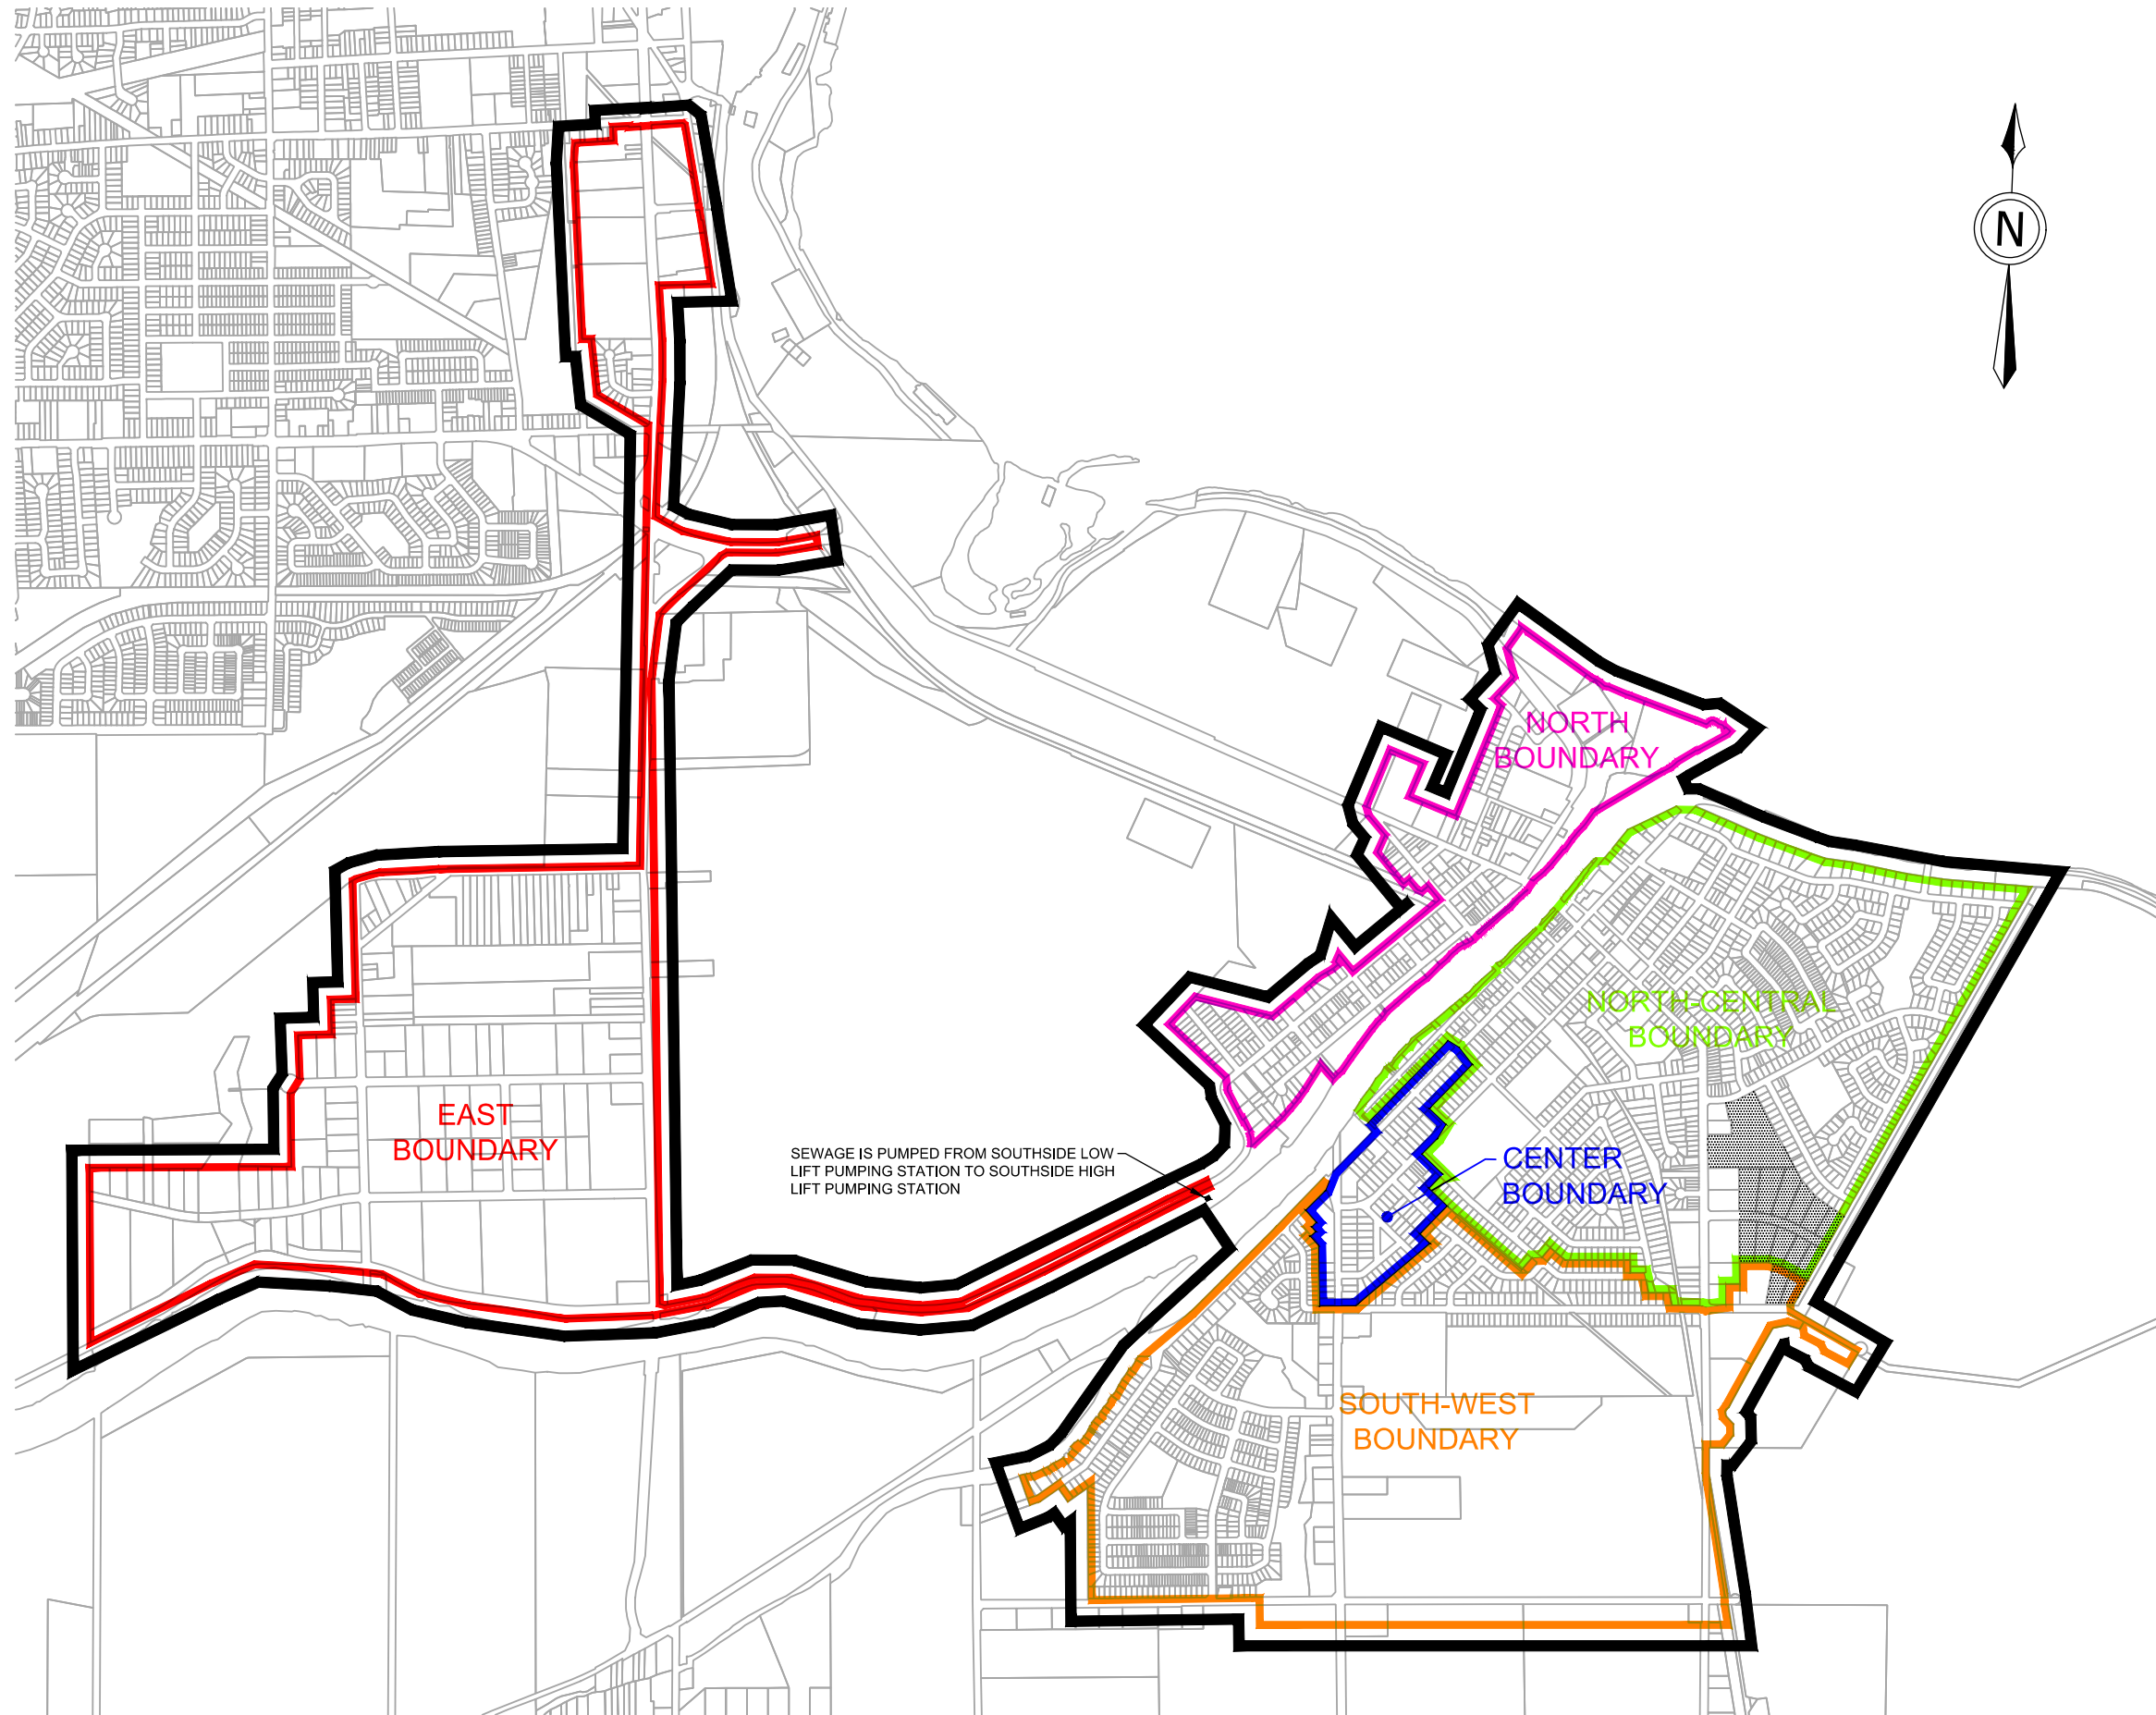 N
NORTH
BOUNDARY
NORTH-CENTRAL
BOUNDARY
EAST
BOUNDARY
SEWAGE IS PUMPED FROM SOUTHSIDE LOW
LIFT PUMPING STATION TO SOUTHSIDE HIGH
LIFT PUMPING STATION
CENTER
BOUNDARY
SOUTH-WEST
BOUNDARY